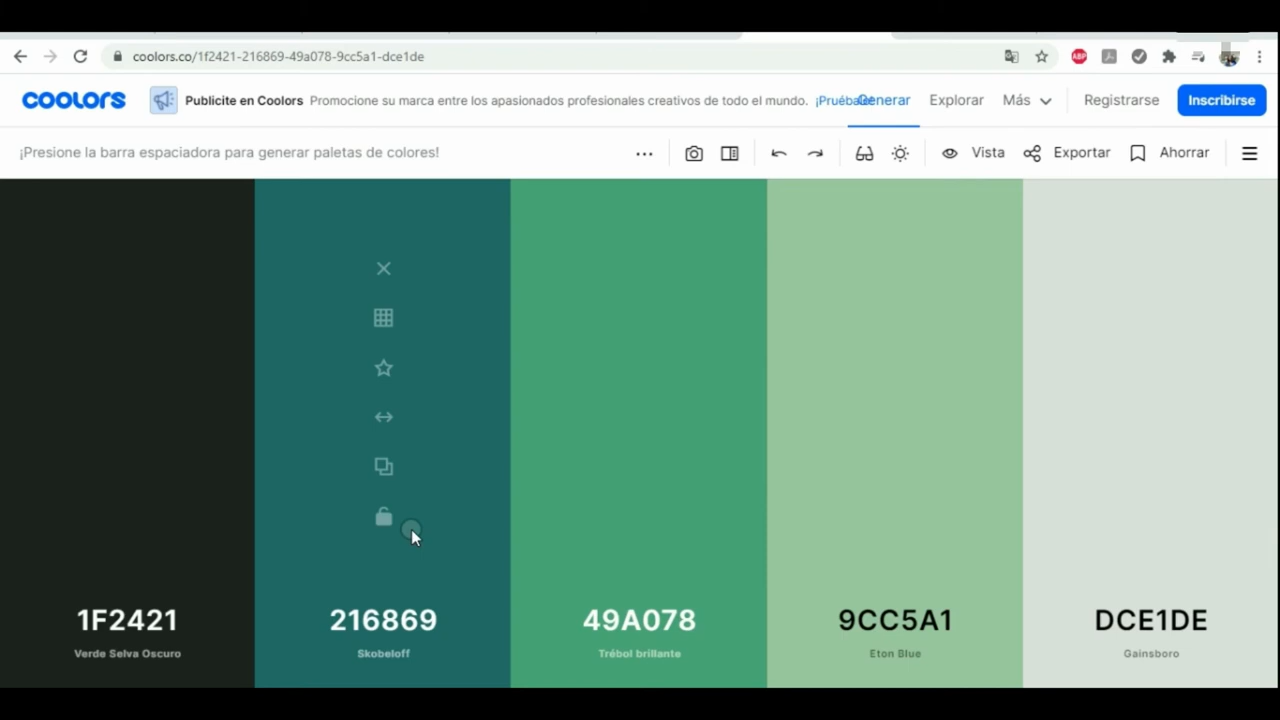 coolors.co/1f2421-216869-49a078-9cc5a1-dce1de
ABP
coolors Publicite en Coolors Promocione su marca entre los apasionados profesionales creativos de todo el mundo. ¡Pruébalo! Generar Explorar Más Registrarse Inscribirse
¡Presione la barra espaciadora para generar paletas de colores! Vista Exportar Ahorrar
1F2421 216869 49A078 9CC5A1 DCE1DE
Verde Selva Oscuro Skobeloff Trébol brillante Eton Blue Gainsboro